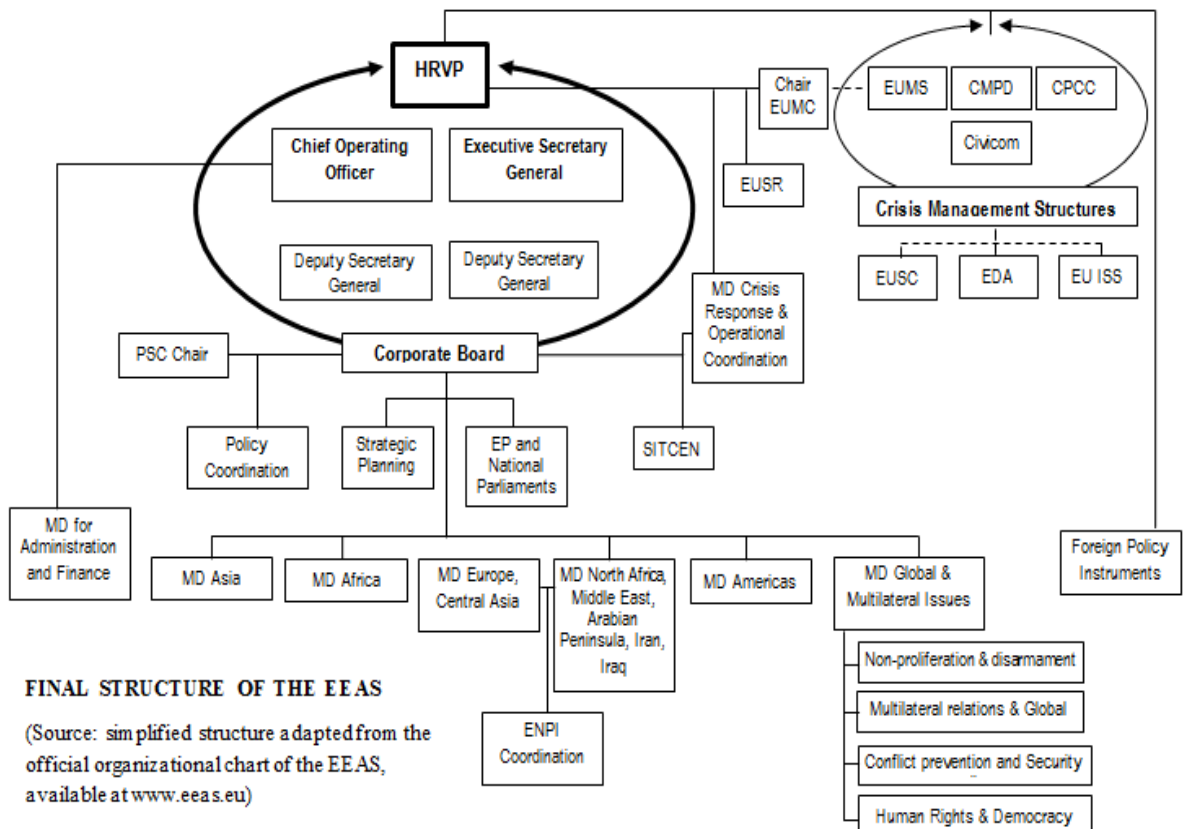 HRVP
Chair
EUMC
EUMS
CMPD
CPCC
Civicom
Chief Operating
Officer
Executive Secretary
General
EUSR
Crisis Management Structures
Deputy Secretary
General
Deputy Secretary
General
EUSC
EDA
EU ISS
MD Crisis
Response &
Operational
Coordination
PSC Chair
Corporate Board
Policy
Coordination
Strategic
Planning
EP and
National
Parliaments
SITCEN
MD for
Administration
and Finance
MD Asia
MD Africa
MD Europe,
Central Asia
MD North Africa,
Middle East,
Arabian
Peninsula, Iran,
Iraq
MD Americas
MD Global &
Multilateral Issues
Foreign Policy
Instruments
Non-proliferation & disarmament
Multilateral relations & Global
Conflict prevention and Security
Human Rights & Democracy
ENPI
Coordination
FINAL STRUCTURE OF THE EEAS
(Source: simplified structure adapted from the
official organizational chart of the EEAS,
available at www.eeas.eu)